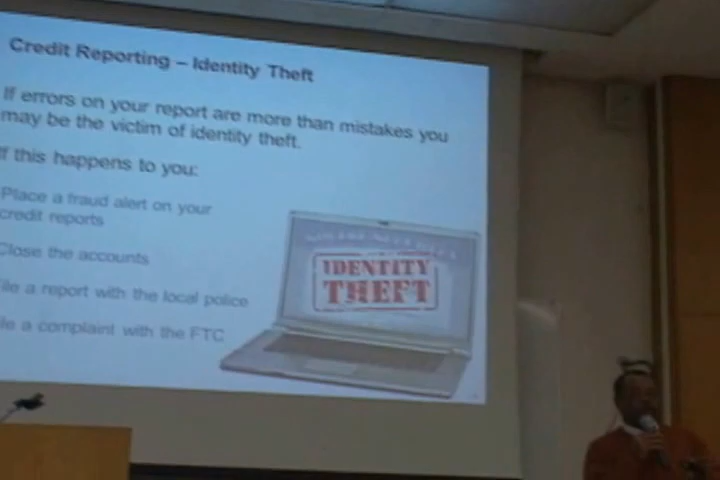 Credit Reporting – Identity Theft
If errors on your report are more than mistakes you
may be the victim of identity theft.
If this happens to you:
Place a fraud alert on your
credit reports
Close the accounts
ile a report with the local police
le a complaint with the FTC
IDENTITY
THEFT